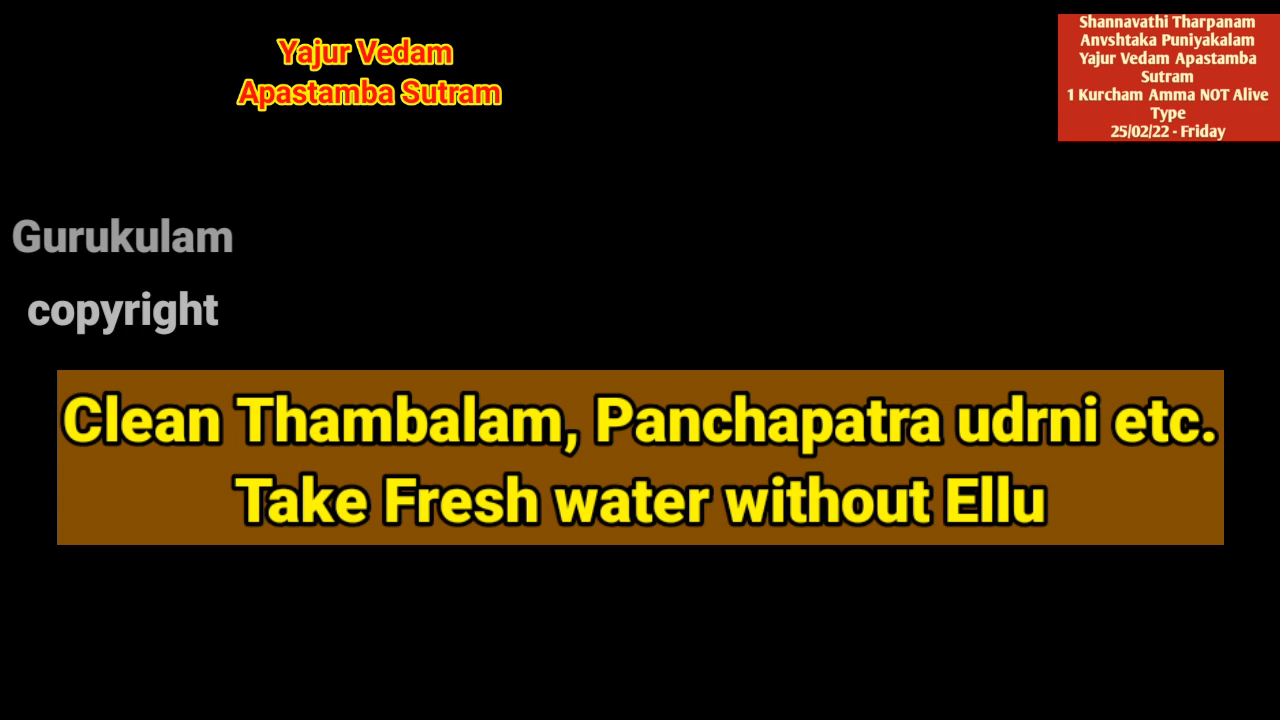 Yajur Vedam
Apastamba Sutram
Shannavathi Tharpanam
Anvshtaka Puniyakalam
Yajur Vedam Apastamba
Sutram
1 Kurcham Amma NOT Alive
Type
25/02/22 - Friday
Gurukulam
copyright
Clean Thambalam, Panchapatra udrni etc.
Take Fresh water without Ellu